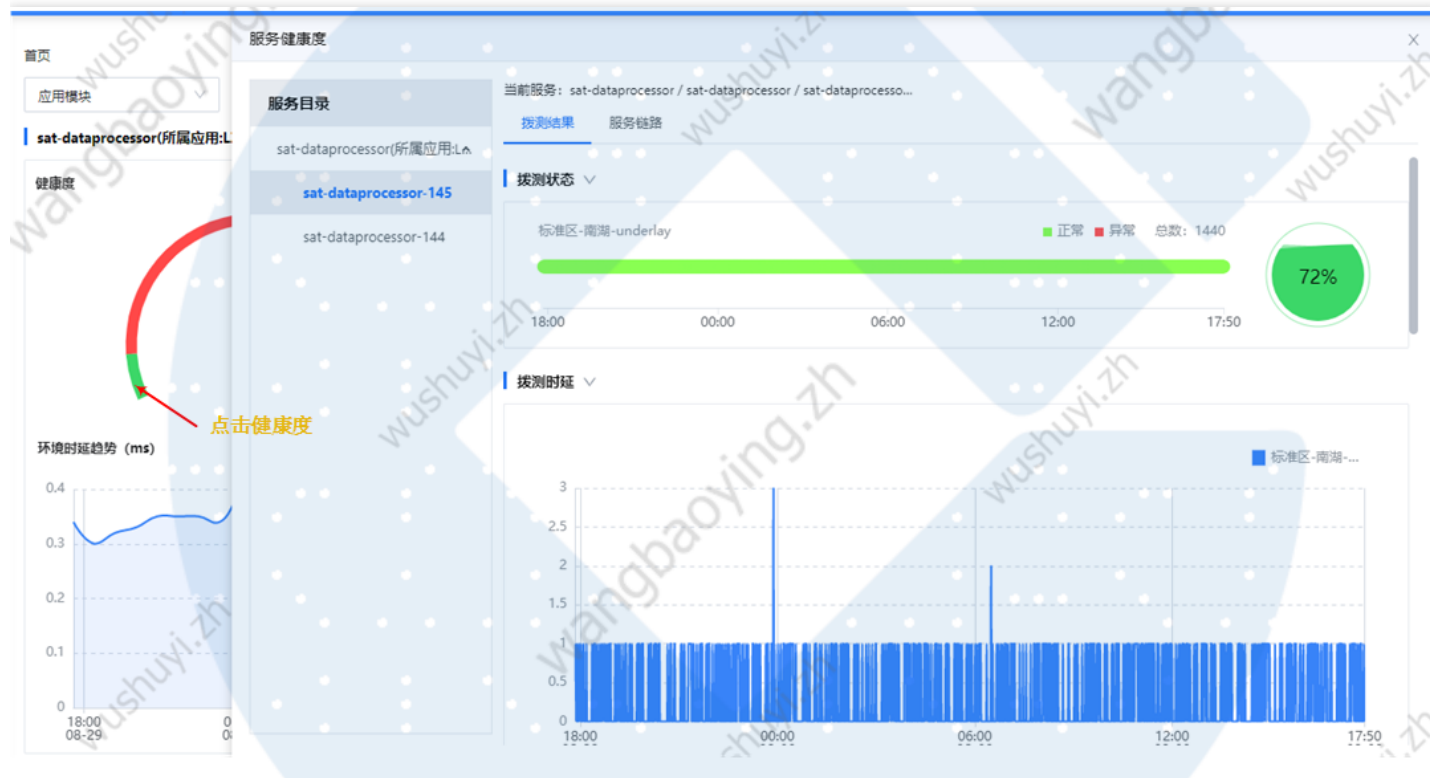 首页
应用模块
sat-dataprocessor(所属应用:L
健康度
点击健康度
环境时延趋势（ms）
0.4
0.3
0.2
0.1
0
18:00
08-29
服务健康度
服务目录
sat-dataprocessor(所属应用:L
sat-dataprocessor-145
sat-dataprocessor-144
当前服务：sat-dataprocessor / sat-dataprocessor / sat-dataprocesso...
拨测结果 服务链路
拨测状态
标准区-南湖-underlay 正常 异常 总数：1440
72%
18:00 00:00 06:00 12:00 17:50
拨测时延
标准区-南湖-...
3
2.5
2
1.5
1
0.5
0
18:00 00:00 06:00 12:00 17:50
wangbaoying.zh
wushuyi.zh